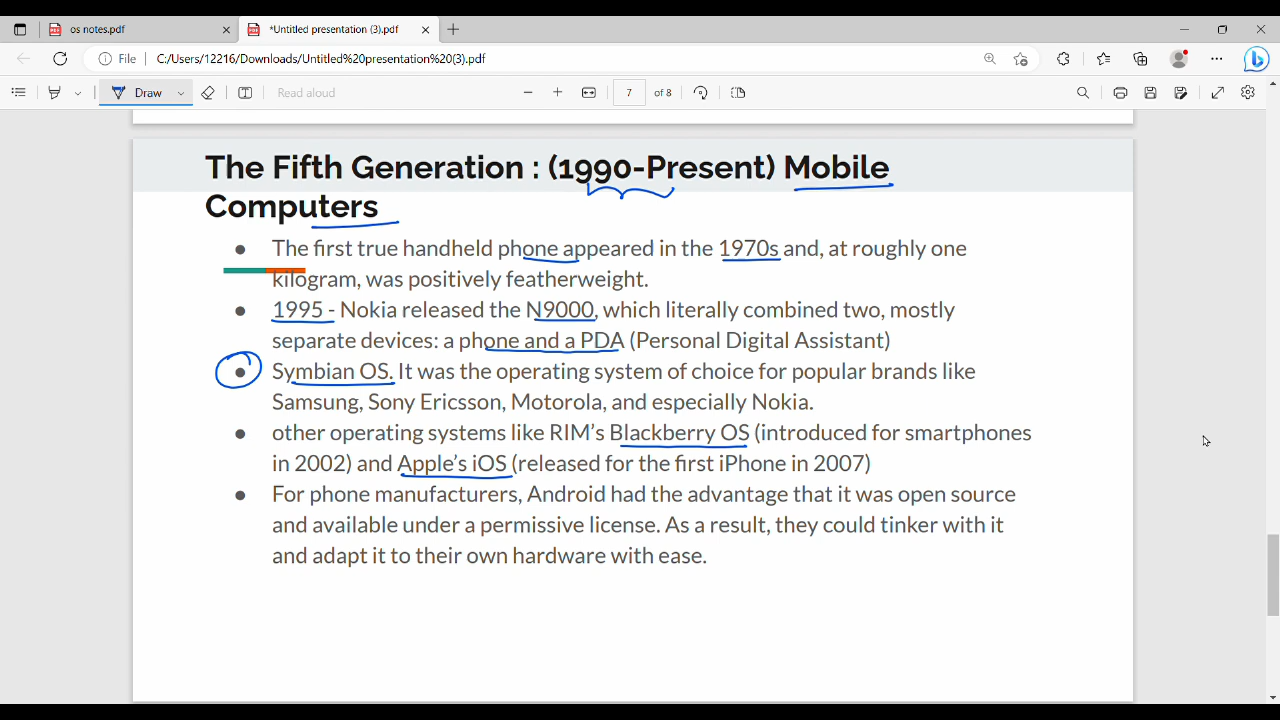 os notes.pdf
*Untitled presentation (3).pdf
File
C:/Users/12216/Downloads/Untitled%20presentation%20(3).pdf
Draw
Read aloud
7 of 8
The Fifth Generation : (1990-Present) Mobile
Computers
● The first true handheld phone appeared in the 1970s and, at roughly one
kilogram, was positively featherweight.
● 1995 - Nokia released the N9000, which literally combined two, mostly
separate devices: a phone and a PDA (Personal Digital Assistant)
● Symbian OS. It was the operating system of choice for popular brands like
Samsung, Sony Ericsson, Motorola, and especially Nokia.
● other operating systems like RIM’s Blackberry OS (introduced for smartphones
in 2002) and Apple’s iOS (released for the first iPhone in 2007)
● For phone manufacturers, Android had the advantage that it was open source
and available under a permissive license. As a result, they could tinker with it
and adapt it to their own hardware with ease.